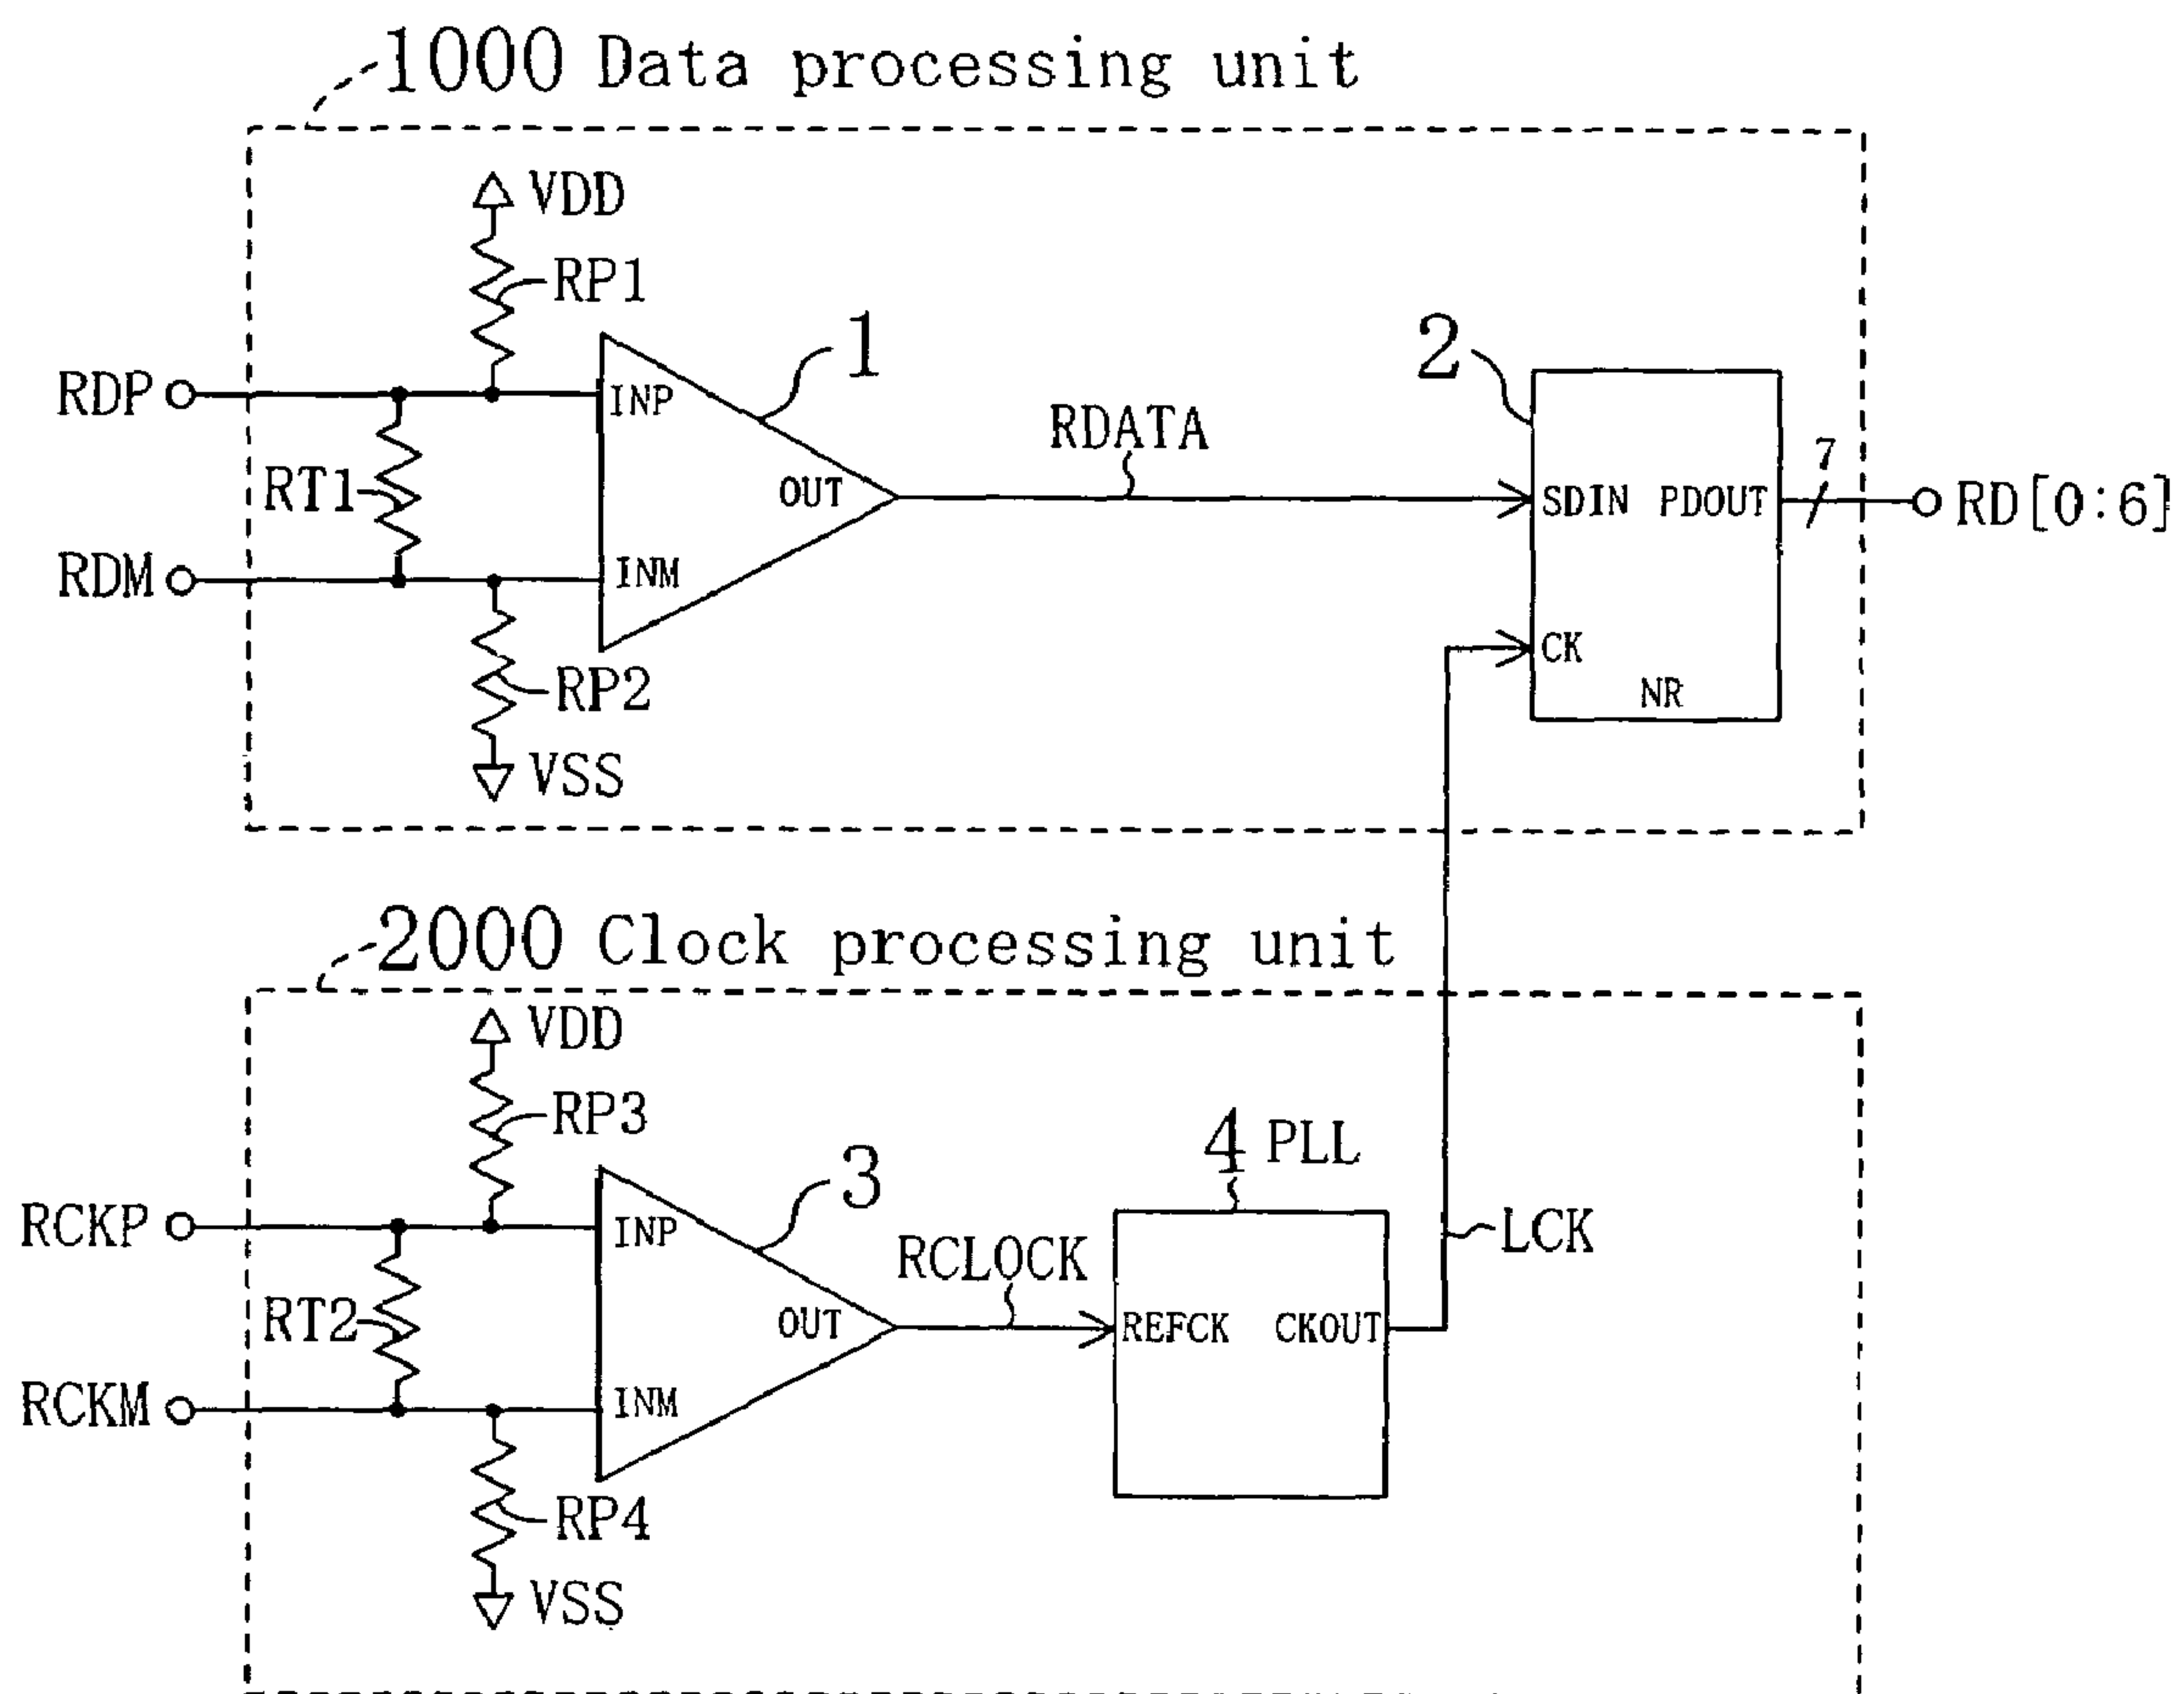 1000 Data processing unit
VDD
RP1
1
2
RDP
INP
RDATA
7
RT1
OUT
SDIN PDOUT
RD[0:6]
RDM
INM
CK
RP2
NR
VSS
2000 Clock processing unit
VDD
RP3
4 PLL
3
RCKP
INP
RCLOCK
LCK
RT2
OUT
REFCK CKOUT
RCKM
INM
RP4
VSS